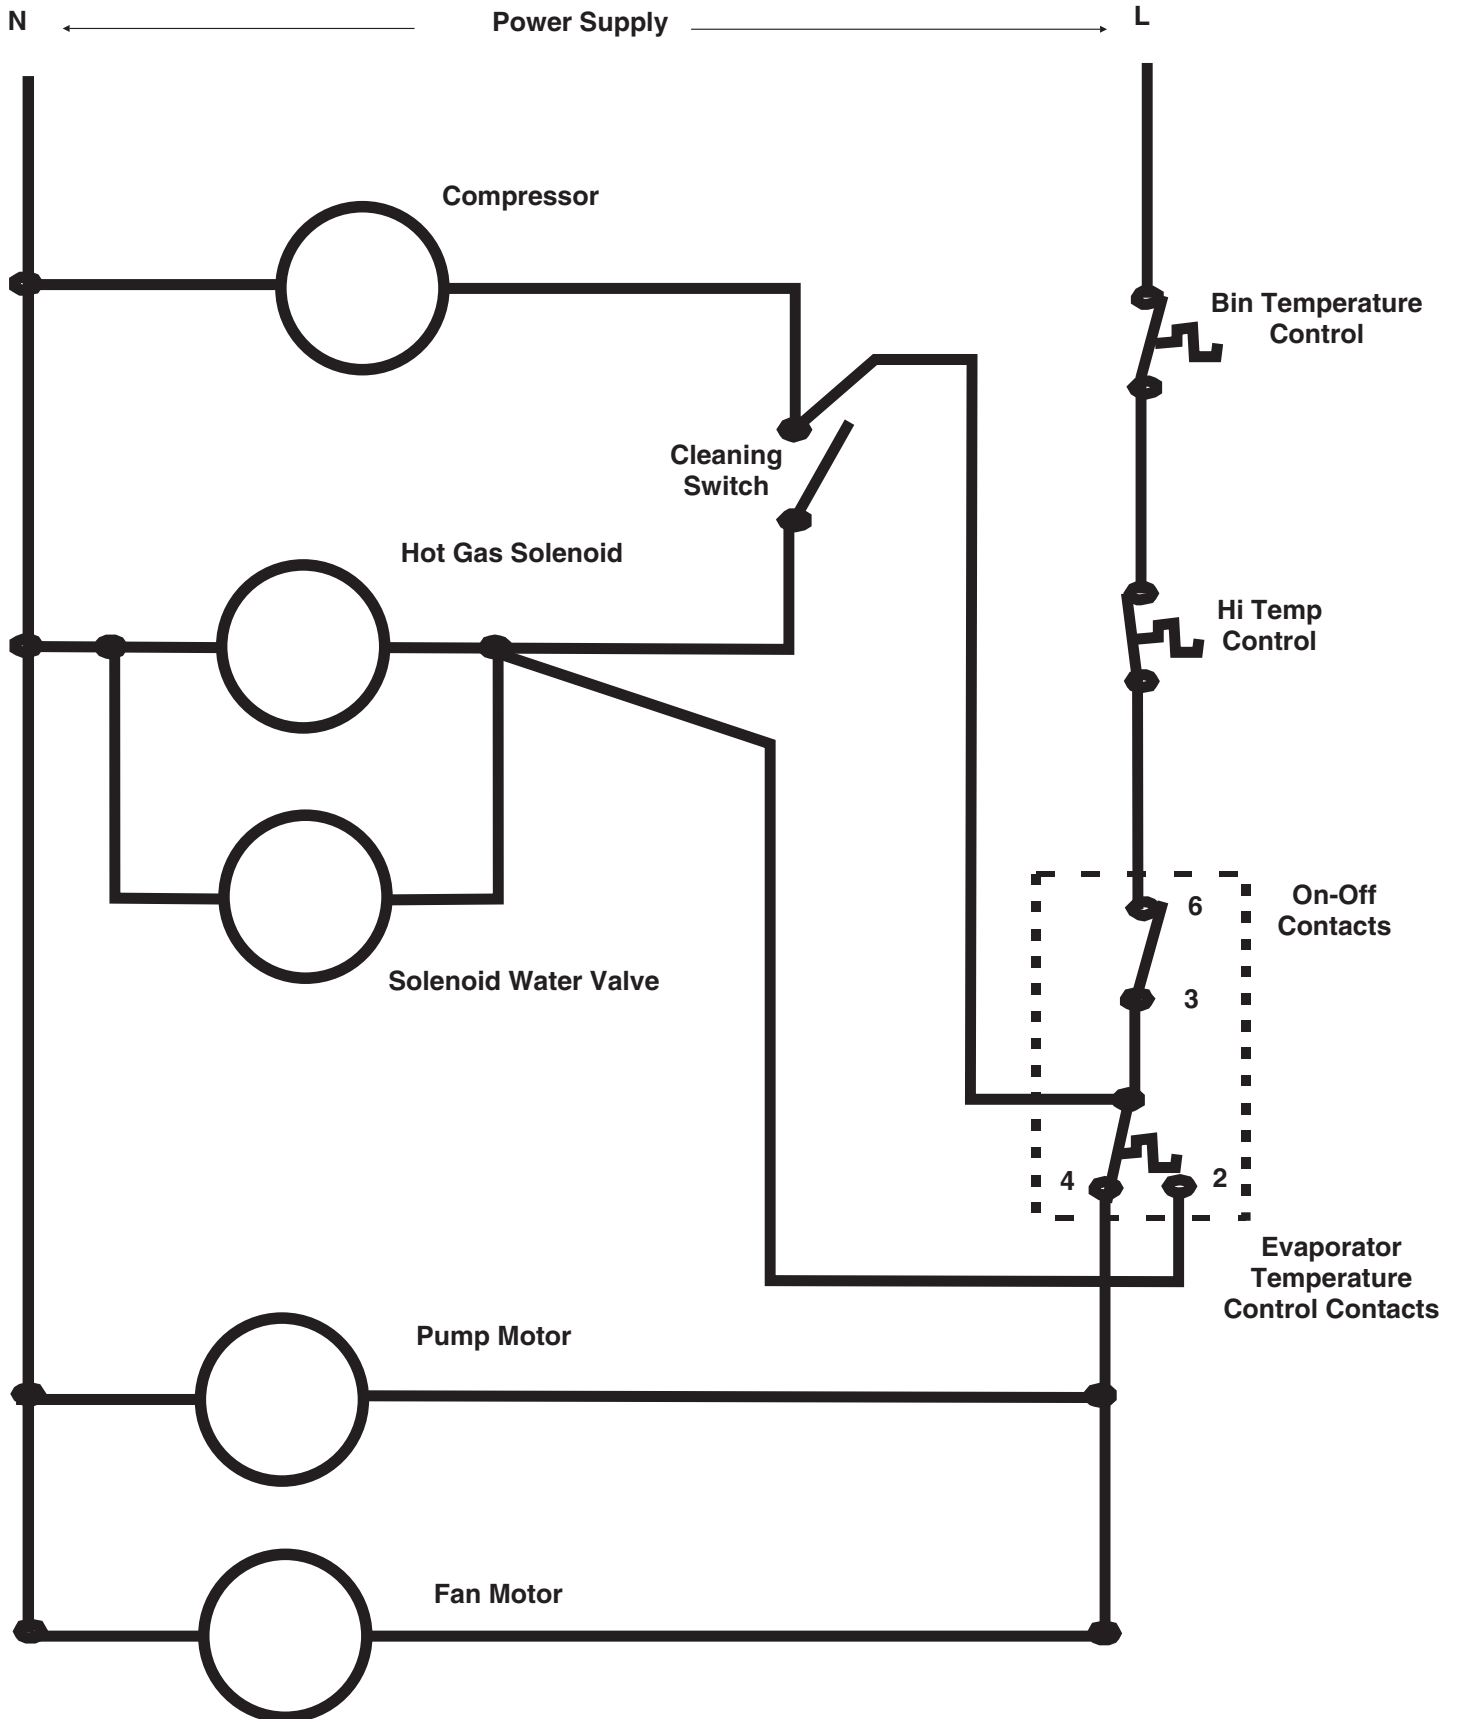 N
Power Supply
L
Compressor
Bin Temperature
Control
Cleaning
Switch
Hot Gas Solenoid
Hi Temp
Control
Solenoid Water Valve
6
On-Off
Contacts
3
4
2
Evaporator
Temperature
Control Contacts
Pump Motor
Fan Motor